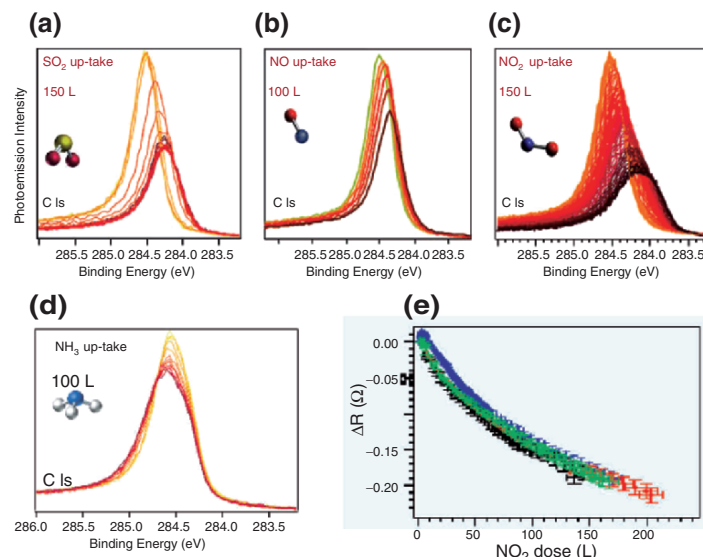 (a)
(b)
(c)
SO2 up-take
150 L
C ls
Photoemission Intensity
285.5 285.0 284.5 284.0 283.5
Binding Energy (eV)
NO up-take
100 L
C ls
285.5 285.0 284.5 284.0 283.5
Binding Energy (eV)
NO2 up-take
150 L
C ls
285.5 285.0 284.5 284.0 283.5
Binding Energy (eV)
(d)
(e)
NH3 up-take
100 L
C ls
286.0 285.5 285.0 284.5 284.0 283.5
Binding Energy (eV)
0.00
−0.05
−0.15
−0.20
ΔR (Ω)
0 50 100 150 200
NO2 dose (L)